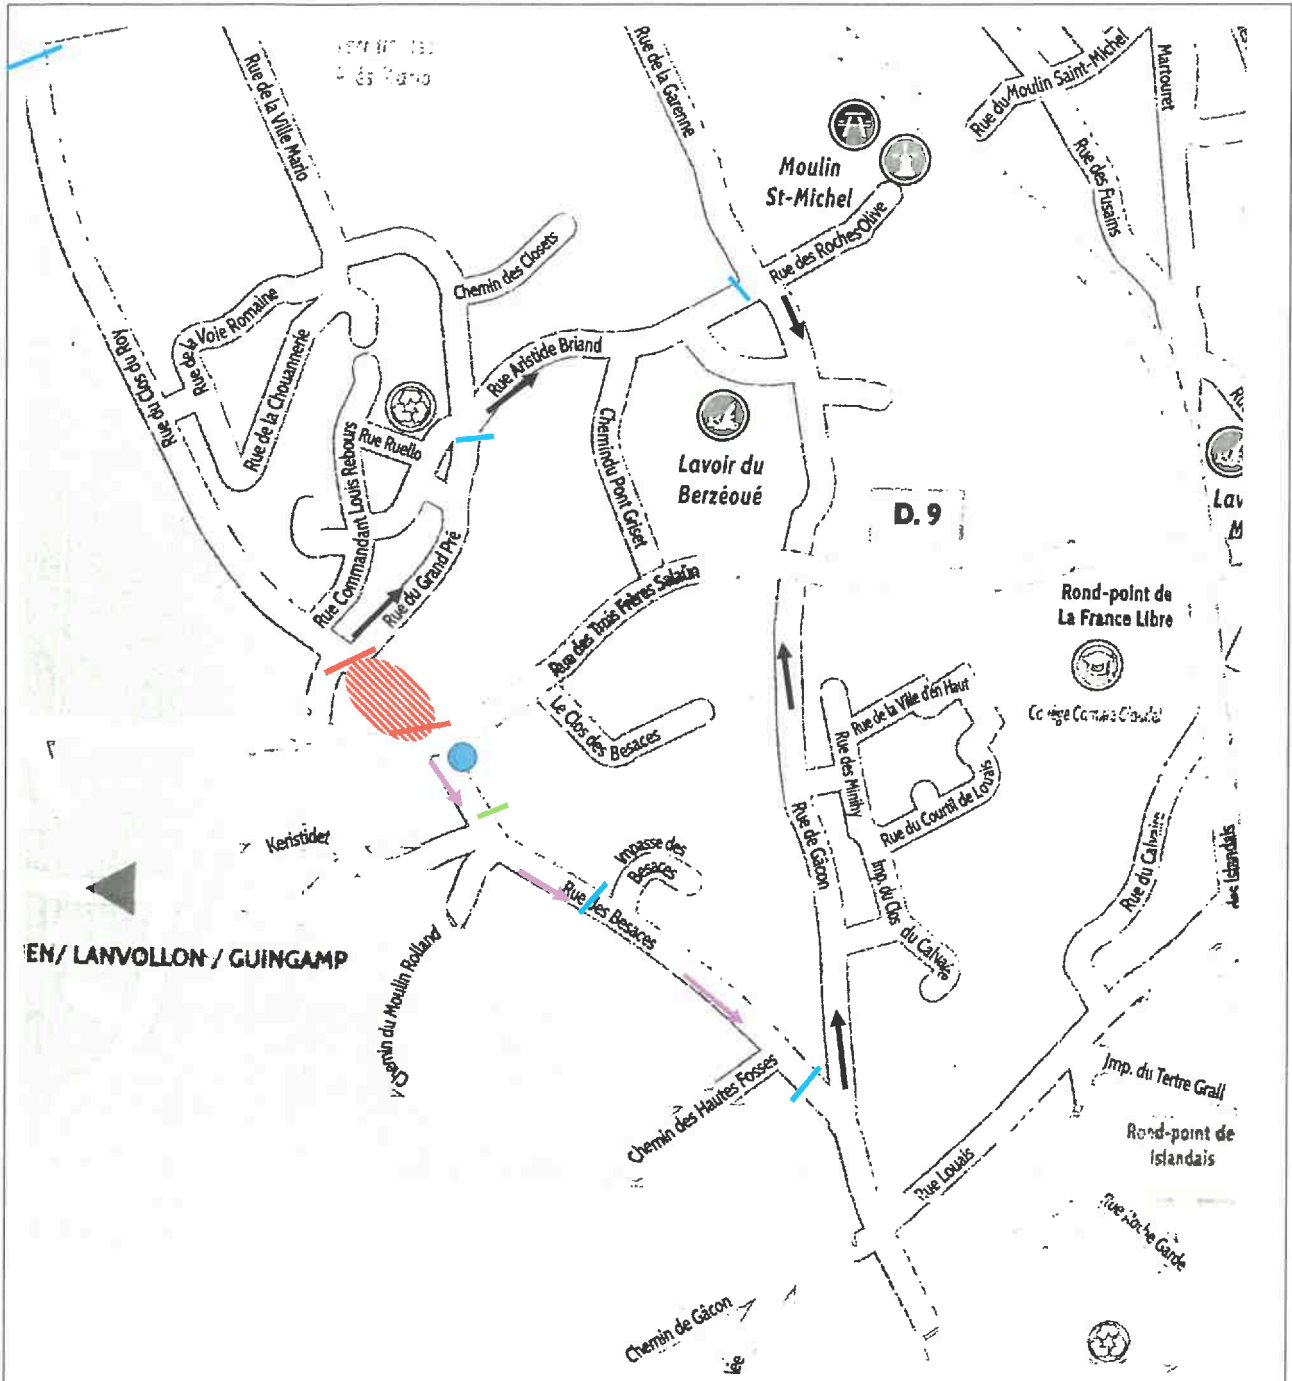 Rue de la Ville Mario
Rue de la Garenne
Rue du Moulin Saint-Michel
Martouret
Rue des Fusains
Moulin
St-Michel
Rue des Roches Olive
Chemin des Closets
Rue de la Voie Romaine
Rue du Clos du Roy
Rue de la Chouannerie
Rue Aristide Briand
Rue Ruello
Rue Commandant Louis Rebours
Chemin du Pont Griset
Lavoir du
Berzéoué
D. 9
Lav
M
Rue du Grand Pré
Rue des Trois Frères Salaün
Rond-point de
La France Libre
Le Clos des Besaces
Rue de la Ville d'en Haut
Rue des Minihy
Rue du Courtil de Louais
Rue de Gâcon
Keristidet
Impasse des
Besaces
Rue des Besaces
Imp. du Clos du Calvaire
Rue du Calvaire
des Islandais
EN/ LANVOLLON / GUINGAMP
Chemin du Moulin Rolland
Chemin des Hautes Fosses
Imp. du Tertre Grall
Rond-point de
Islandais
Rue Louais
Rue Roche Garde
Chemin de Gâcon
lée